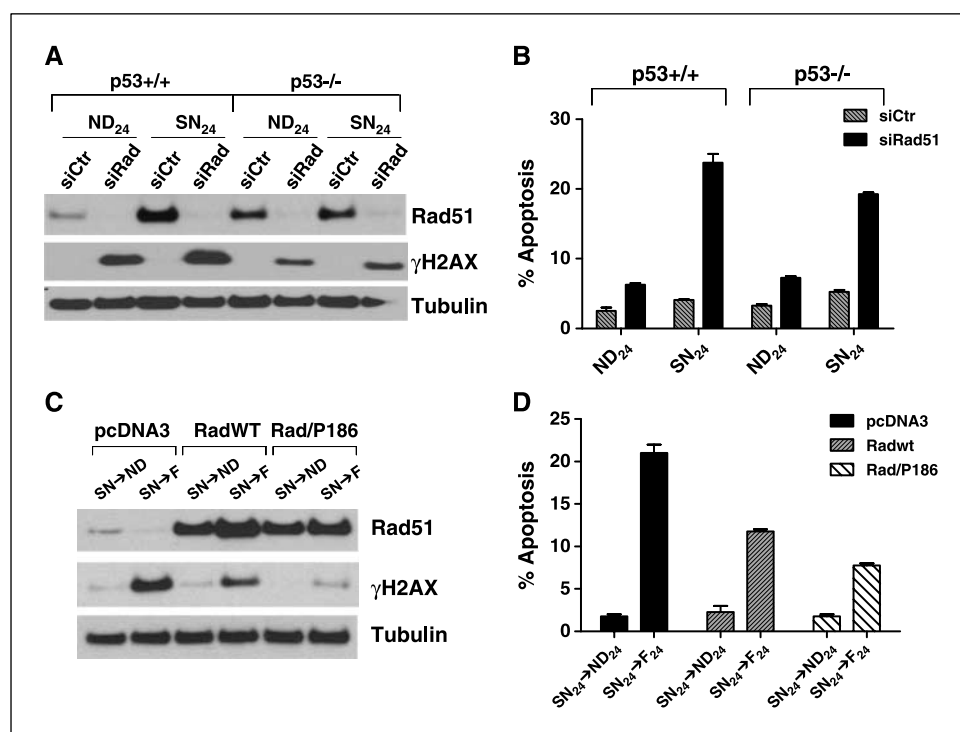 A
p53+/+ p53-/-
ND24 SN24 ND24 SN24
siCtr siRad siCtr siRad siCtr siRad siCtr siRad
Rad51
γH2AX
Tubulin
B
p53+/+ p53-/-
siCtr
siRad51
% Apoptosis
30
20
10
0
ND24 SN24 ND24 SN24
C
pcDNA3 RadWT Rad/P186
SN→ND SN→F SN→ND SN→F SN→ND SN→F
Rad51
γH2AX
Tubulin
D
pcDNA3
Radwt
Rad/P186
% Apoptosis
25
20
15
10
5
0
SN24→ND24 SN24→F24 SN24→ND24 SN24→F24 SN24→ND24 SN24→F24